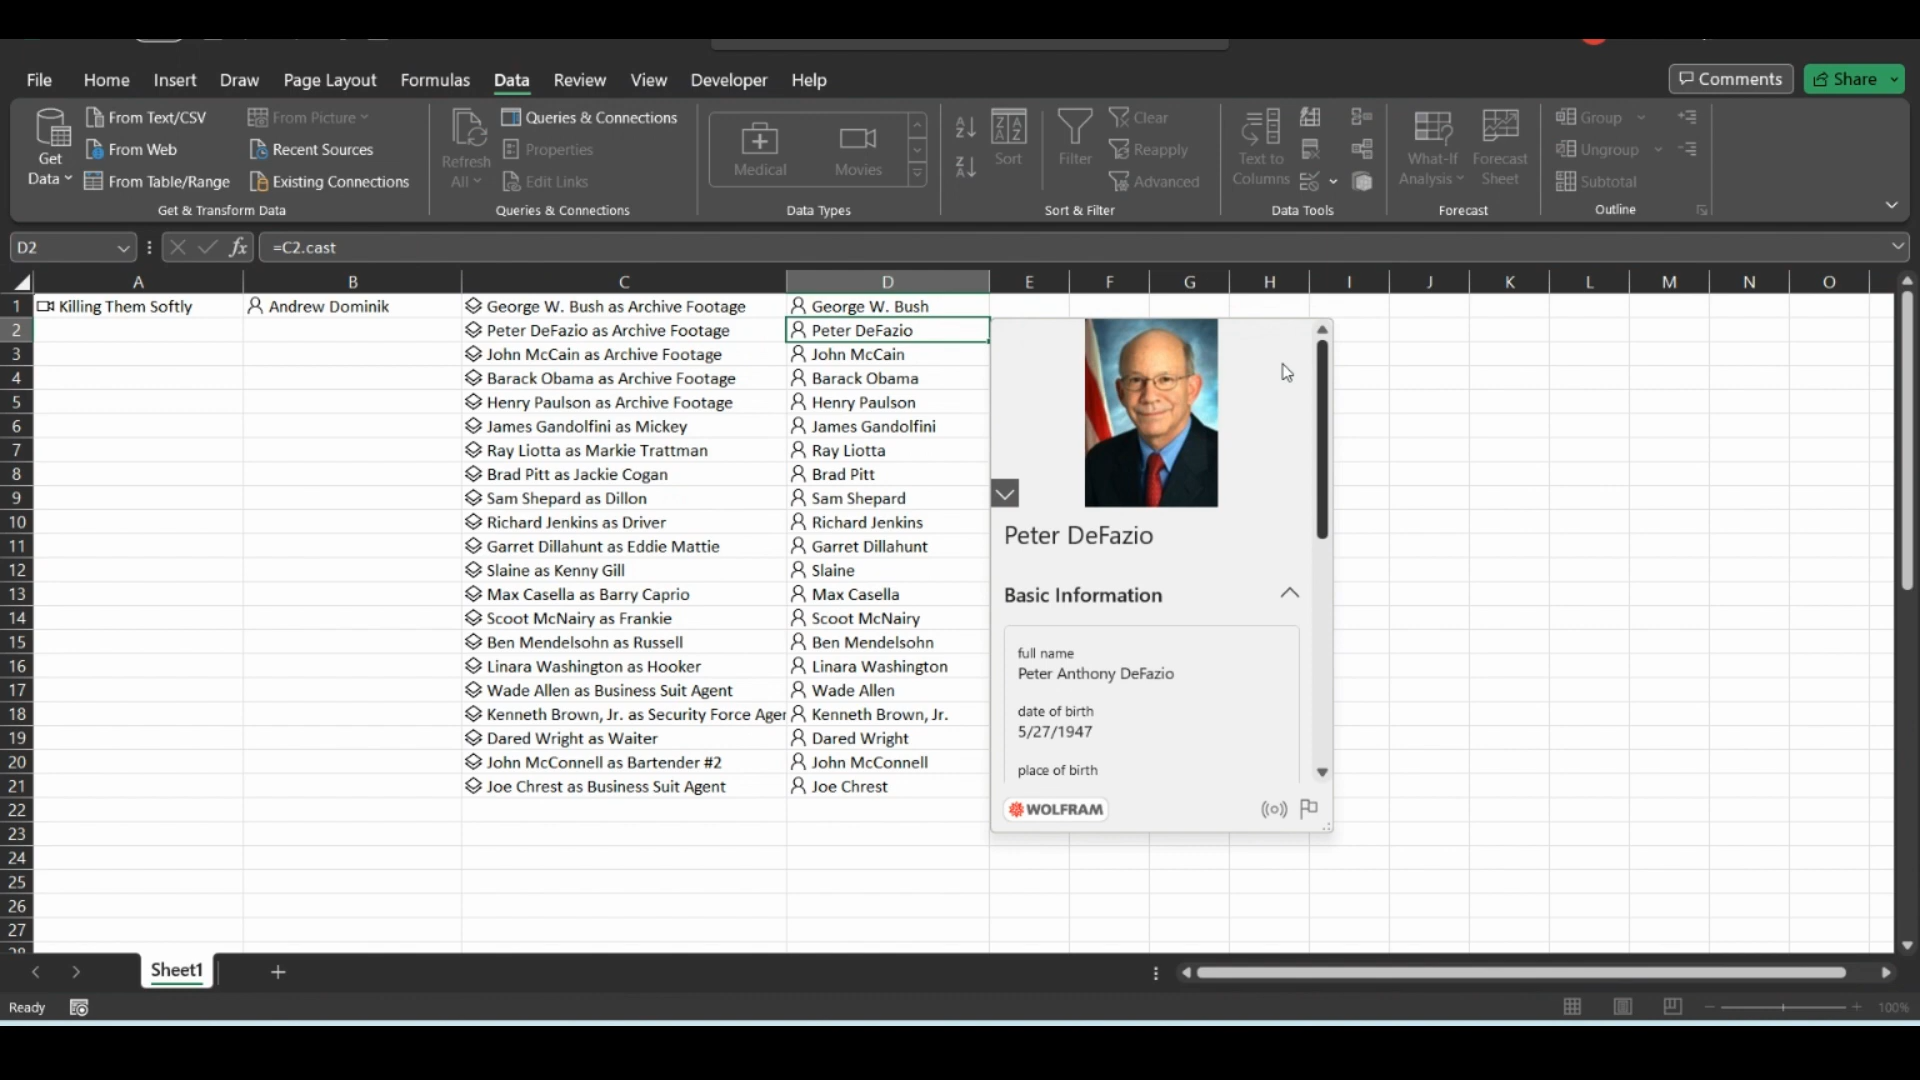 File Home Insert Draw Page Layout Formulas Data Review View Developer Help Comments Share
Get Data
From Text/CSV
From Web
From Table/Range
From Picture
Recent Sources
Existing Connections
Get & Transform Data
Refresh All
Queries & Connections
Properties
Edit Links
Queries & Connections
Medical
Movies
Data Types
Sort
Filter
Clear
Reapply
Advanced
Sort & Filter
Text to Columns
Data Tools
What-If Analysis
Forecast Sheet
Forecast
Group
Ungroup
Subtotal
Outline
D2 fx =C2.cast
A B C D E F G H I J K L M N O
1 Killing Them Softly Andrew Dominik George W. Bush as Archive Footage George W. Bush
2 Peter DeFazio as Archive Footage Peter DeFazio
3 John McCain as Archive Footage John McCain
4 Barack Obama as Archive Footage Barack Obama
5 Henry Paulson as Archive Footage Henry Paulson
6 James Gandolfini as Mickey James Gandolfini
7 Ray Liotta as Markie Trattman Ray Liotta
8 Brad Pitt as Jackie Cogan Brad Pitt
9 Sam Shepard as Dillon Sam Shepard
10 Richard Jenkins as Driver Richard Jenkins
11 Garret Dillahunt as Eddie Mattie Garret Dillahunt
12 Slaine as Kenny Gill Slaine
13 Max Casella as Barry Caprio Max Casella
14 Scoot McNairy as Frankie Scoot McNairy
15 Ben Mendelsohn as Russell Ben Mendelsohn
16 Linara Washington as Hooker Linara Washington
17 Wade Allen as Business Suit Agent Wade Allen
18 Kenneth Brown, Jr. as Security Force Ager Kenneth Brown, Jr.
19 Dared Wright as Waiter Dared Wright
20 John McConnell as Bartender #2 John McConnell
21 Joe Chrest as Business Suit Agent Joe Chrest
22
23
24
25
26
27
28
Peter DeFazio
Basic Information
full name
Peter Anthony DeFazio
date of birth
5/27/1947
place of birth
WOLFRAM
Sheet1
Ready
100%